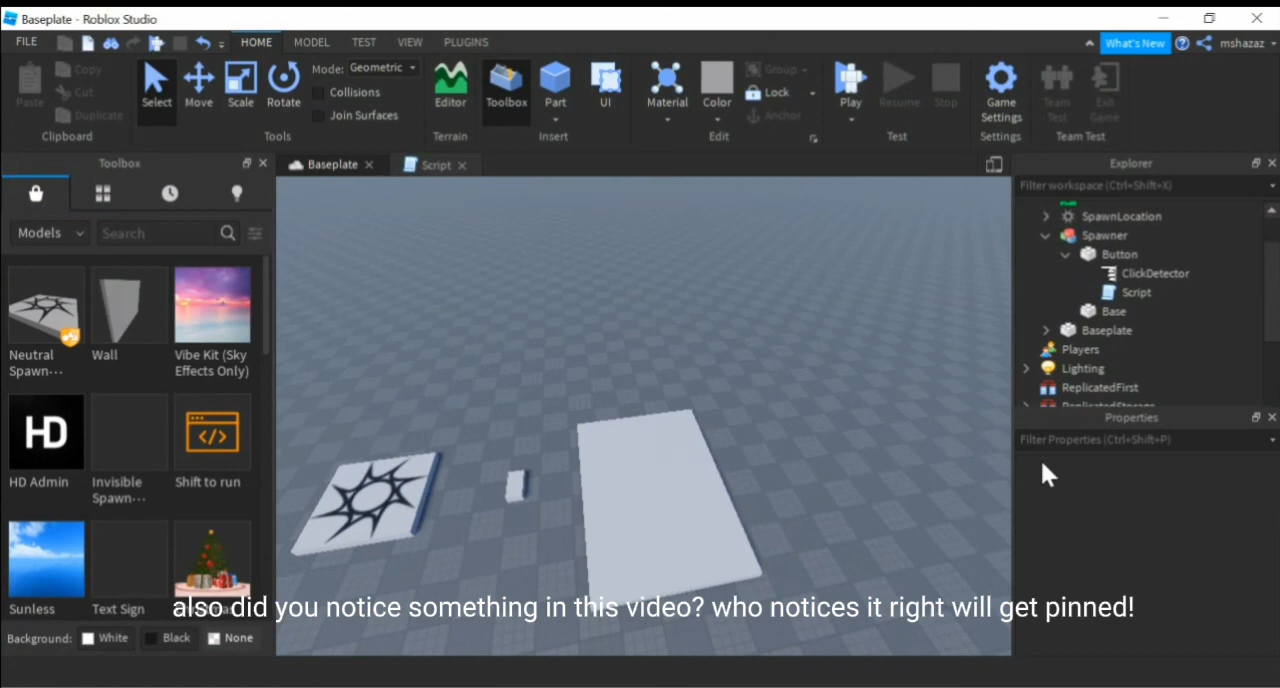 Baseplate - Roblox Studio
FILE HOME MODEL TEST VIEW PLUGINS What's New mshazaz
Paste Copy Cut Duplicate
Clipboard
Select Move Scale Rotate
Mode: Geometric
Collisions
Join Surfaces
Tools
Editor
Terrain
Toolbox Part UI
Insert
Material Color Group Lock Anchor
Edit
Play Resume Stop
Test
Game Settings
Settings
Team Test Exit Game
Team Test
Toolbox
Models Search
Neutral Spawn...
Wall
Vibe Kit (Sky Effects Only)
HD
HD Admin
Invisible Spawn...
Shift to run
Sunless
Text Sign
Background: White Black None
Baseplate Script
Explorer
Filter workspace (Ctrl+Shift+X)
SpawnLocation
Spawner
Button
ClickDetector
Script
Base
Baseplate
Players
Lighting
ReplicatedFirst
ReplicatedStorage
Properties
Filter Properties (Ctrl+Shift+P)
also did you notice something in this video? who notices it right will get pinned!